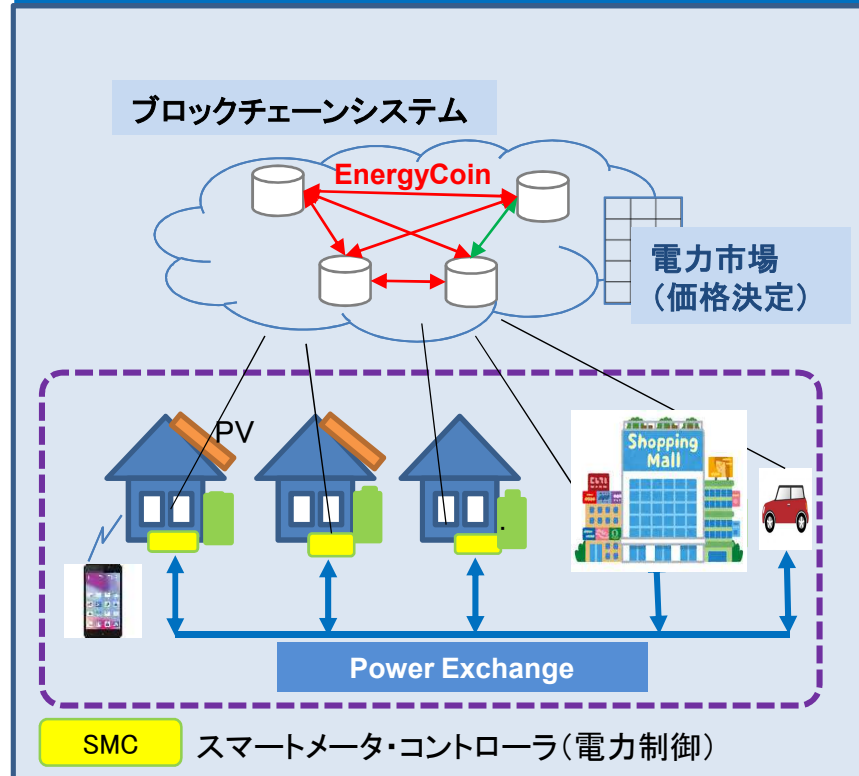 ブロックチェーンシステム
EnergyCoin
電力市場
（価格決定）
PV
Shopping
Mall
Power Exchange
SMC
スマートメータ・コントローラ（電力制御）